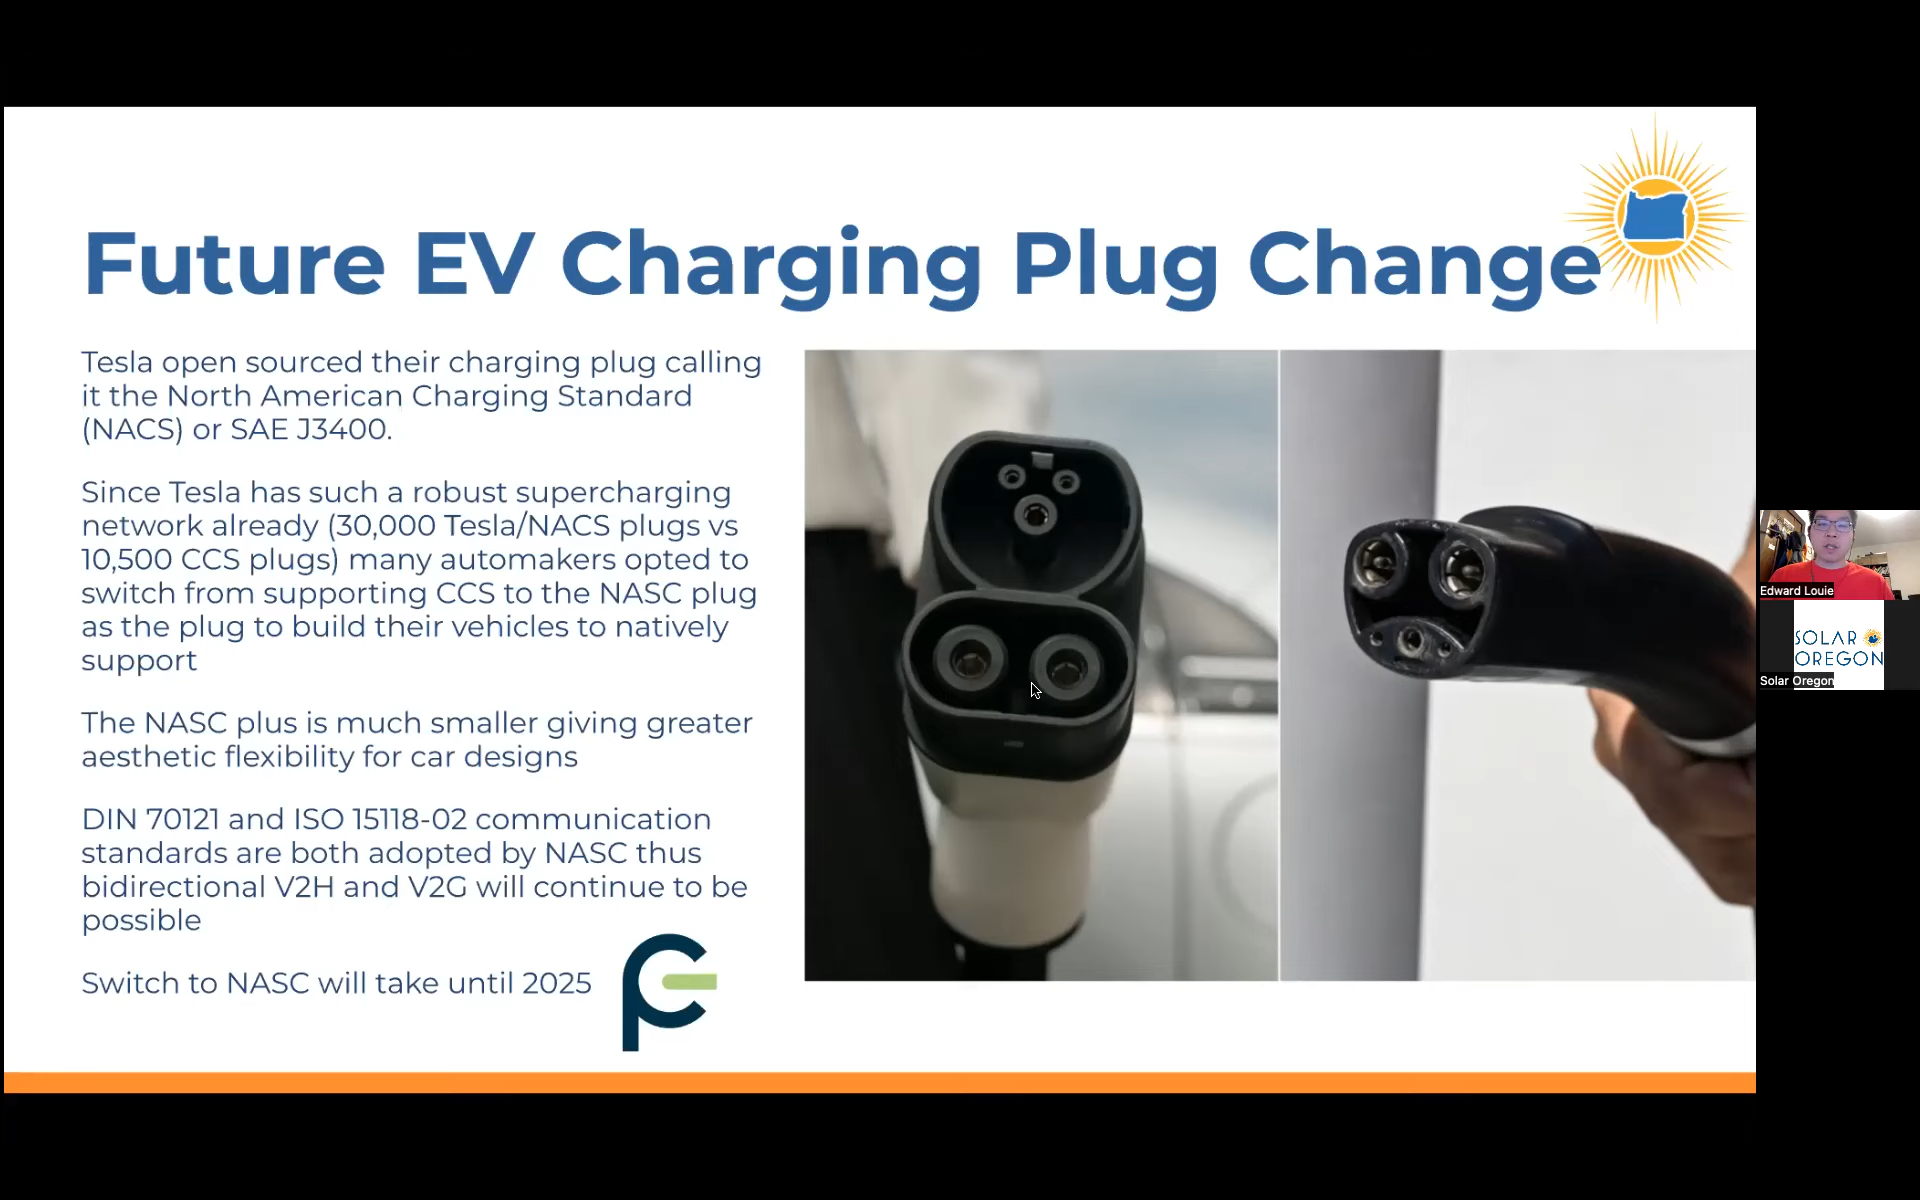 Future EV Charging Plug Change
Tesla open sourced their charging plug calling
it the North American Charging Standard
(NACS) or SAE J3400.
Since Tesla has such a robust supercharging
network already (30,000 Tesla/NACS plugs vs
10,500 CCS plugs) many automakers opted to
switch from supporting CCS to the NASC plug
as the plug to build their vehicles to natively
support
The NASC plus is much smaller giving greater
aesthetic flexibility for car designs
DIN 70121 and ISO 15118-02 communication
standards are both adopted by NASC thus
bidirectional V2H and V2G will continue to be
possible
Switch to NASC will take until 2025
Edward Louie
SOLAR
OREGON
Solar Oregon